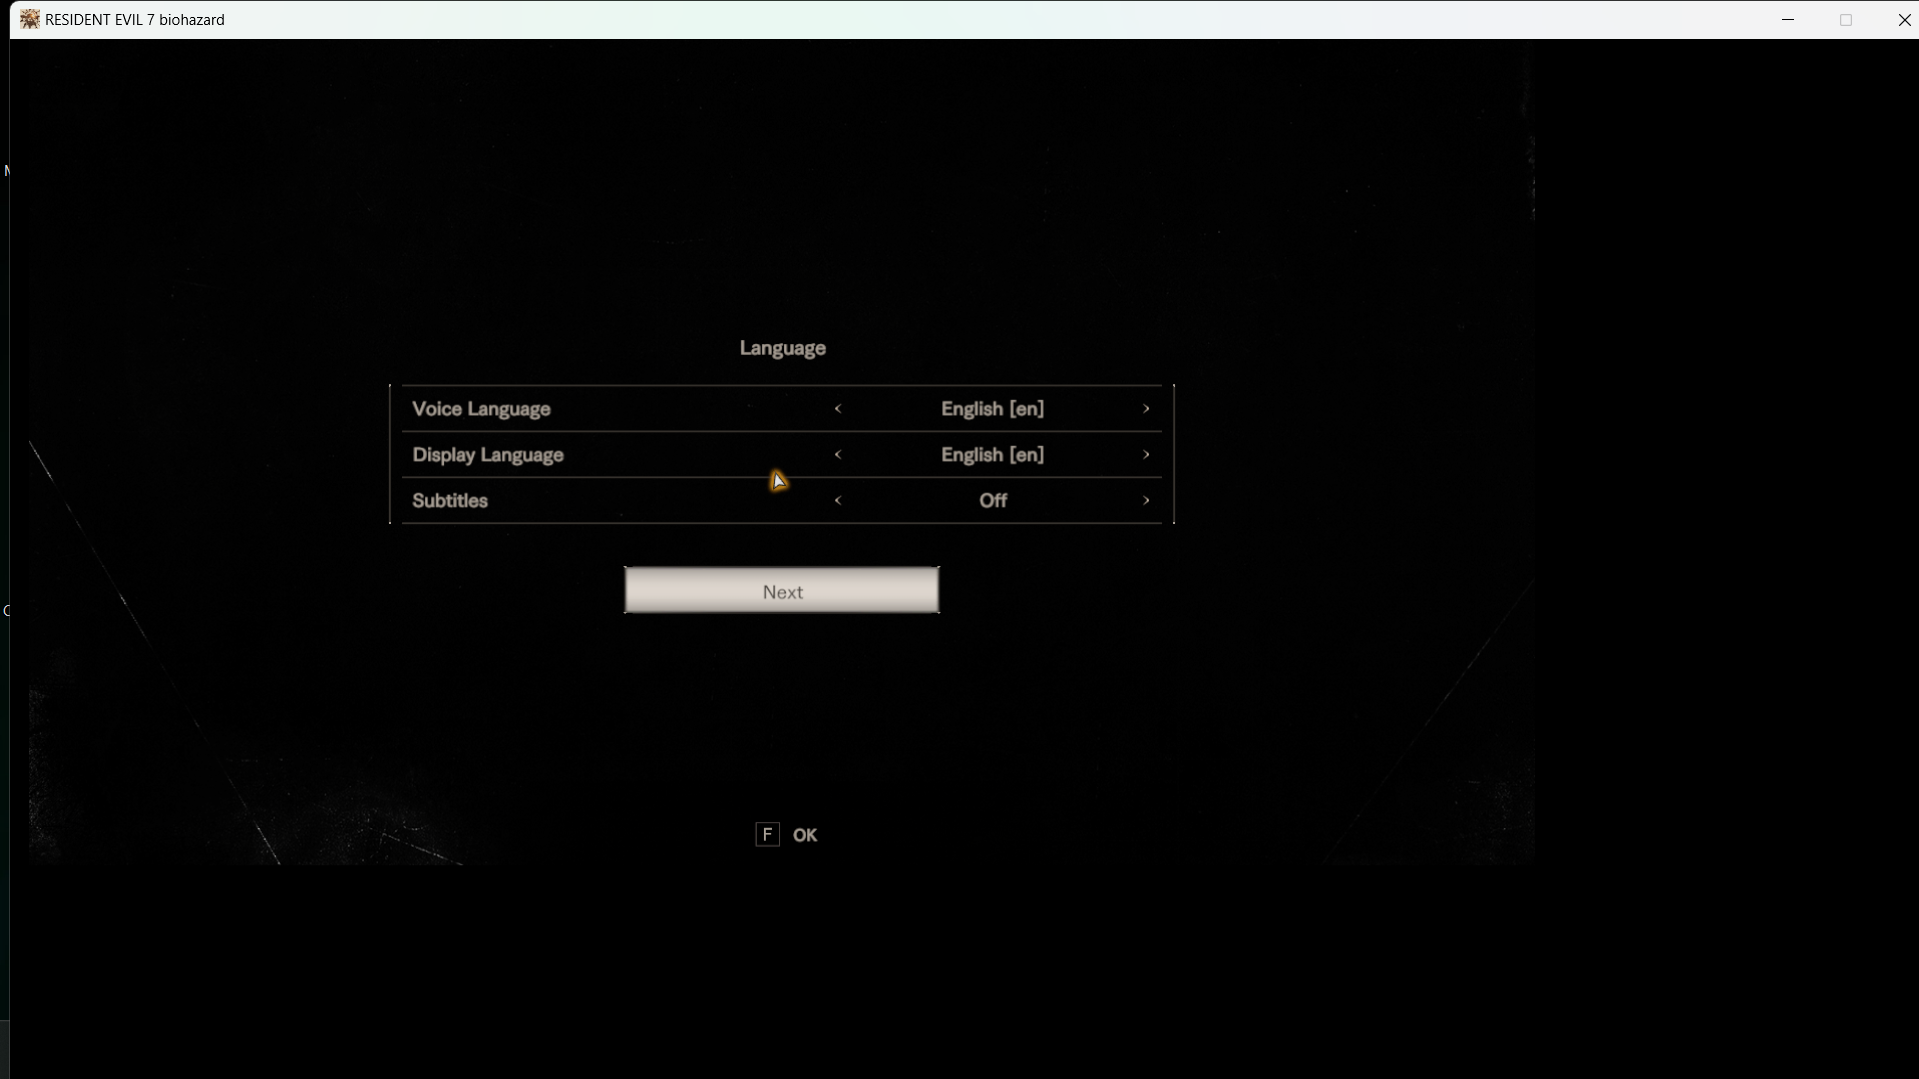 RESIDENT EVIL 7 biohazard
Language
Voice Language < English [en] >
Display Language < English [en] >
Subtitles < Off >
Next
F OK